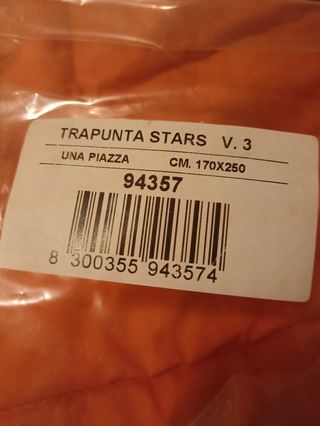 TRAPUNTA STARS V. 3
UNA PIAZZA CM. 170X250
94357
8 300355 943574